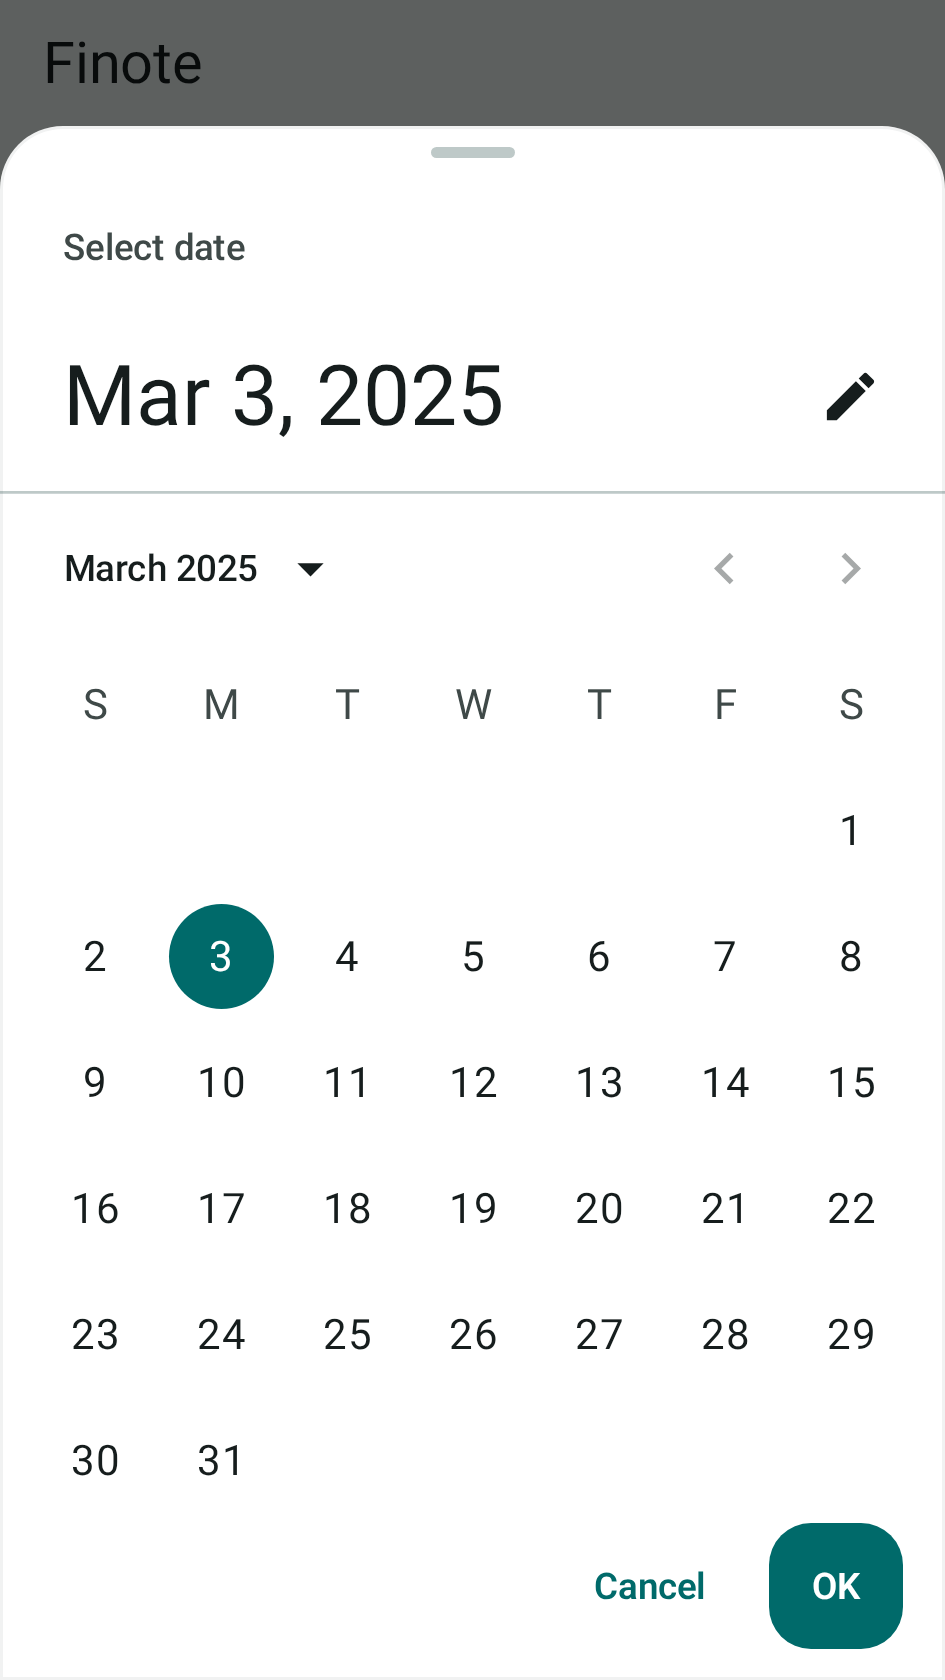 Finote
Select date
Mar 3, 2025
March 2025
S M T W T F S
1
2 3 4 5 6 7 8
9 10 11 12 13 14 15
16 17 18 19 20 21 22
23 24 25 26 27 28 29
30 31
Cancel OK